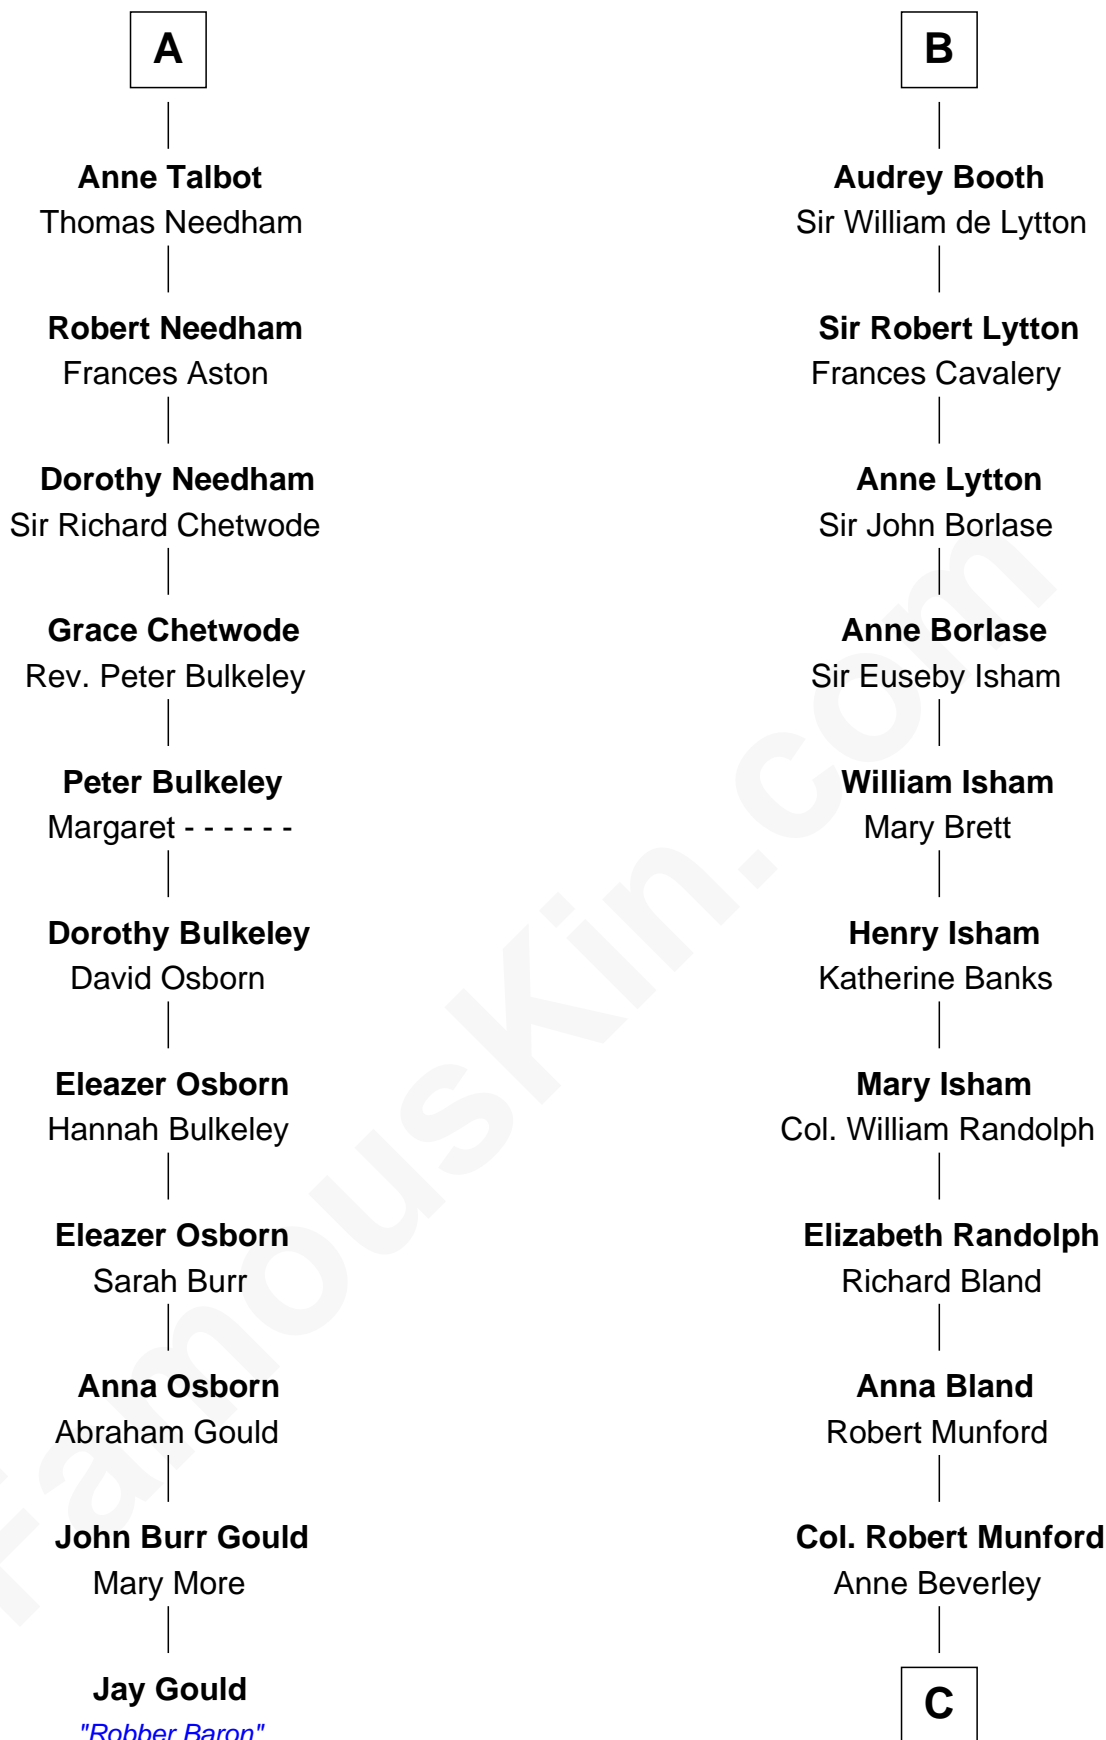 A
Anne Talbot
Thomas Needham
Robert Needham
Frances Aston
Dorothy Needham
Sir Richard Chetwode
Grace Chetwode
Rev. Peter Bulkeley
Peter Bulkeley
Margaret - - - - - -
Dorothy Bulkeley
David Osborn
Eleazer Osborn
Hannah Bulkeley
Eleazer Osborn
Sarah Burr
Anna Osborn
Abraham Gould
John Burr Gould
Mary More
Jay Gould
"Robber Baron"
B
Audrey Booth
Sir William de Lytton
Sir Robert Lytton
Frances Cavalery
Anne Lytton
Sir John Borlase
Anne Borlase
Sir Euseby Isham
William Isham
Mary Brett
Henry Isham
Katherine Banks
Mary Isham
Col. William Randolph
Elizabeth Randolph
Richard Bland
Anna Bland
Robert Munford
Col. Robert Munford
Anne Beverley
C
FamousKin.com